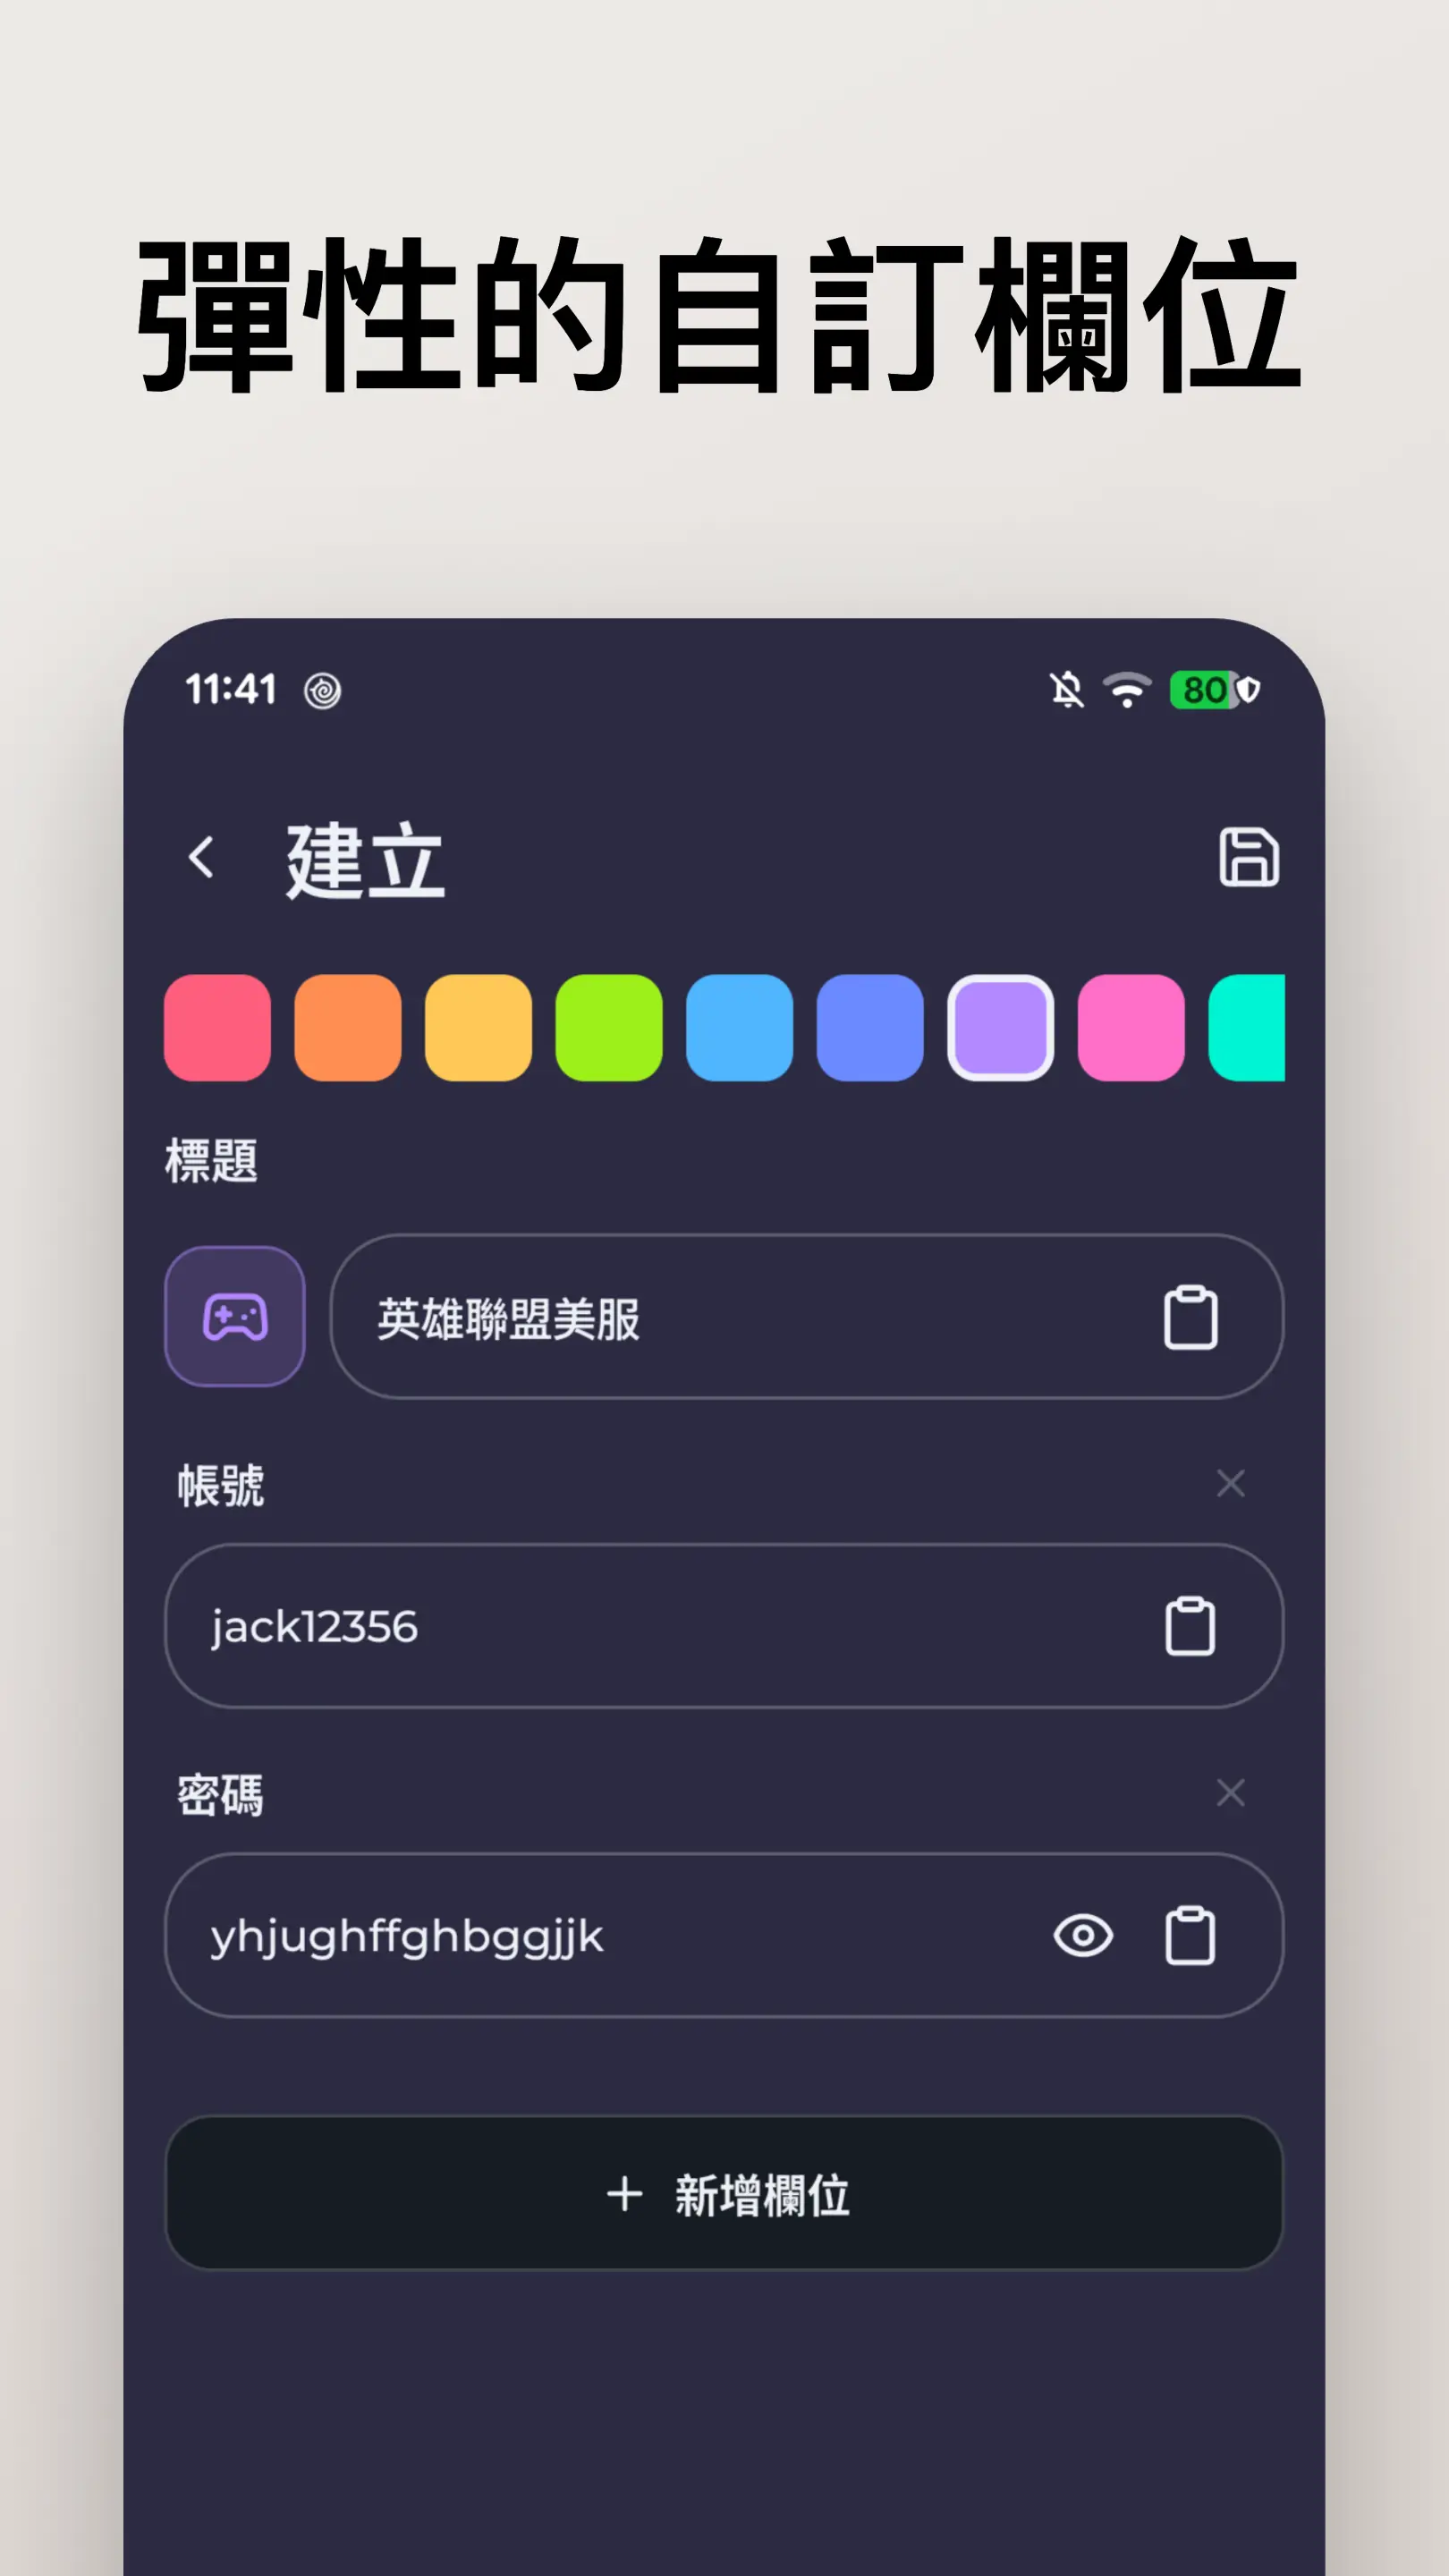 彈性的自訂欄位
11:41
80
建立
標題
英雄聯盟美服
帳號
jack12356
密碼
yhjughffghbggjjk
+ 新增欄位